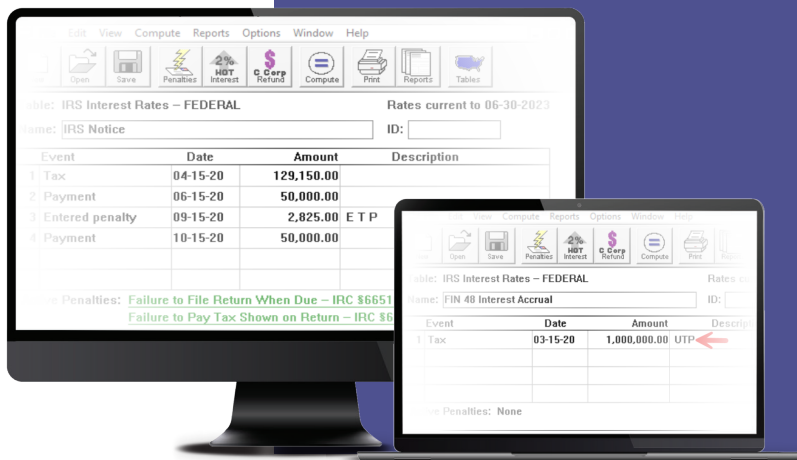 Edit View Compute Reports Options Window Help
Open Save Penalties 2% HOT Interest $ C Corp Refund Compute Print Reports Tables
IRS Interest Rates – FEDERAL Rates current to 06-30-2023
IRS Notice ID:
Event Date Amount Description
1 Tax 04-15-20 129,150.00
2 Payment 06-15-20 50,000.00
3 Entered penalty 09-15-20 2,825.00 E T P
4 Payment 10-15-20 50,000.00
Penalties: Failure to File Return When Due – IRC §6651
Failure to Pay Tax Shown on Return – IRC §6
Edit View Compute Reports Options Window Help
Open Save Penalties 2% HOT Interest $ C Corp Refund Compute Print
IRS Interest Rates – FEDERAL Rates
Name: FIN 48 Interest Accrual ID:
Event Date Amount
1 Tax 03-15-20 1,000,000.00 UTP
Penalties: None